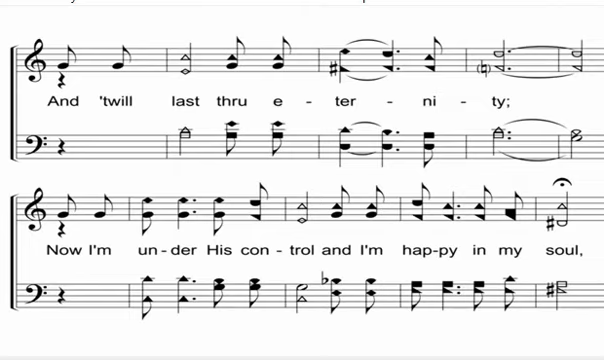 And 'twill last thru e - ter - ni - ty;
Now I'm un - der His con - trol and I'm hap - py in my soul,